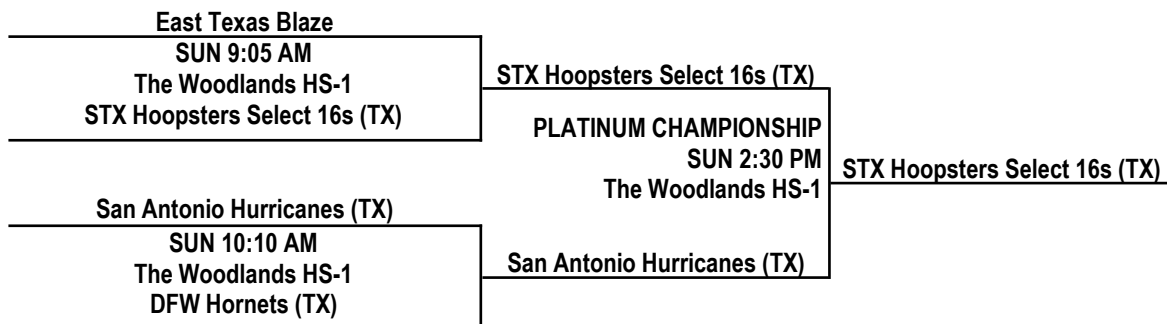 East Texas Blaze
SUN 9:05 AM
The Woodlands HS-1
STX Hoopsters Select 16s (TX)
STX Hoopsters Select 16s (TX)
PLATINUM CHAMPIONSHIP
SUN 2:30 PM
The Woodlands HS-1
STX Hoopsters Select 16s (TX)
San Antonio Hurricanes (TX)
SUN 10:10 AM
The Woodlands HS-1
DFW Hornets (TX)
San Antonio Hurricanes (TX)